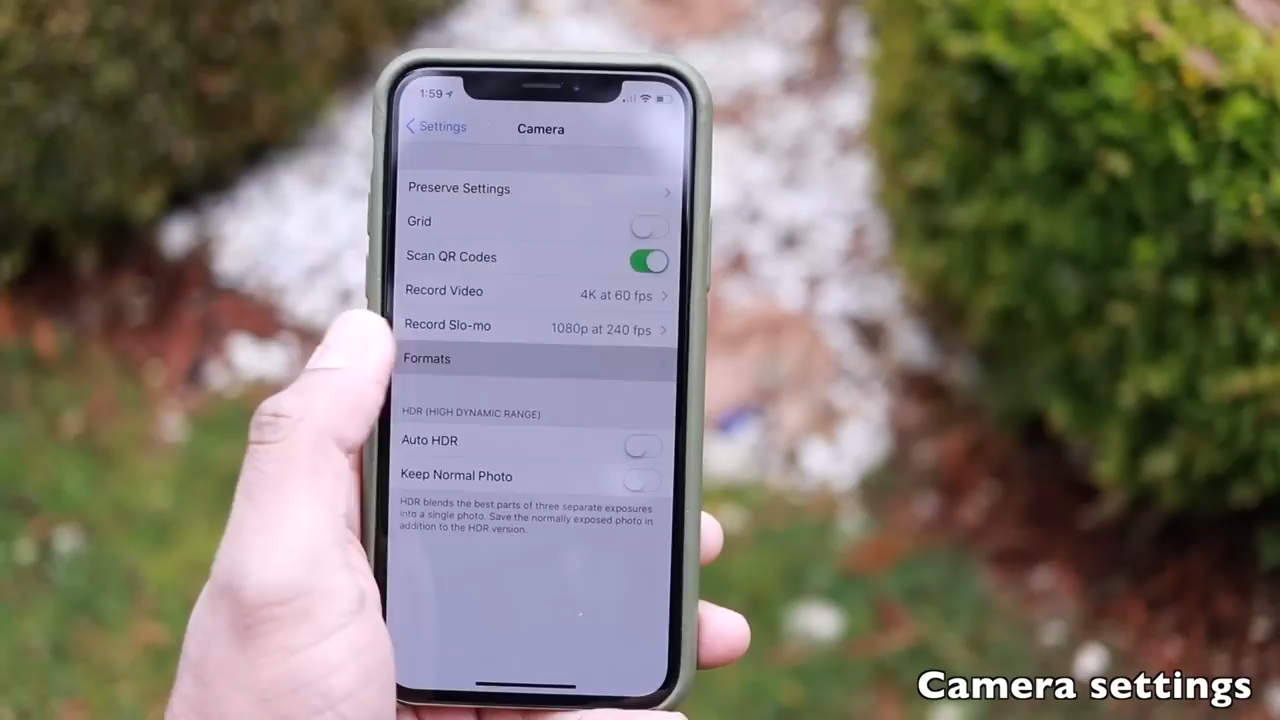 1:59
Settings
Camera
Preserve Settings
Grid
Scan QR Codes
Record Video 4K at 60 fps
Record Slo-mo 1080p at 240 fps
Formats
HDR (HIGH DYNAMIC RANGE)
Auto HDR
Keep Normal Photo
HDR blends the best parts of three separate exposures
into a single photo. Save the normally exposed photo in
addition to the HDR version.
Camera settings